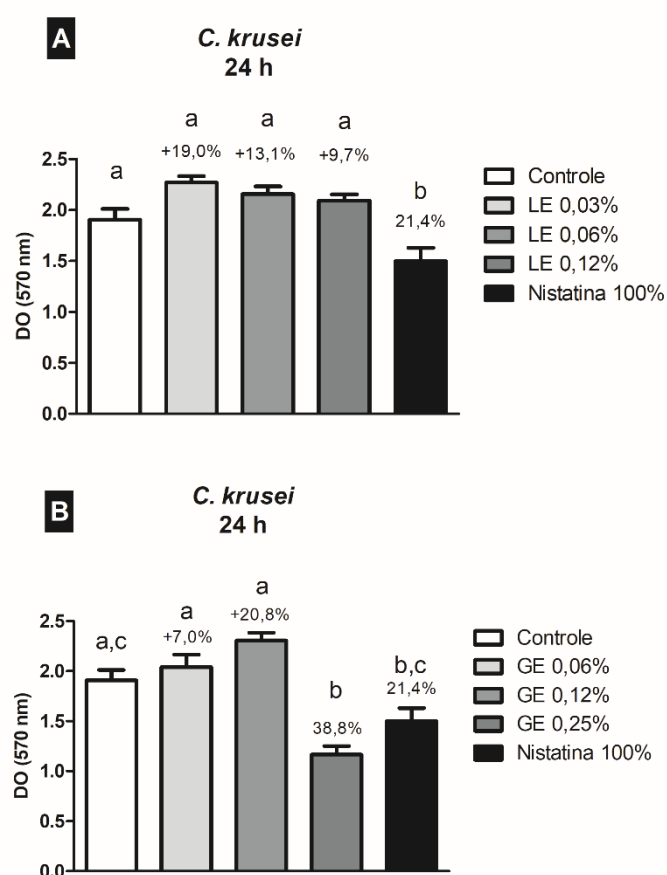 A
C. krusei
24 h
a
a
a
a
b
+19,0%
+13,1%
+9,7%
21,4%
2.5
2.0
1.5
1.0
0.5
0.0
DO (570 nm)
Controle
LE 0,03%
LE 0,06%
LE 0,12%
Nistatina 100%
B
C. krusei
24 h
a,c
a
a
b
b,c
+7,0%
+20,8%
38,8%
21,4%
2.5
2.0
1.5
1.0
0.5
0.0
DO (570 nm)
Controle
GE 0,06%
GE 0,12%
GE 0,25%
Nistatina 100%